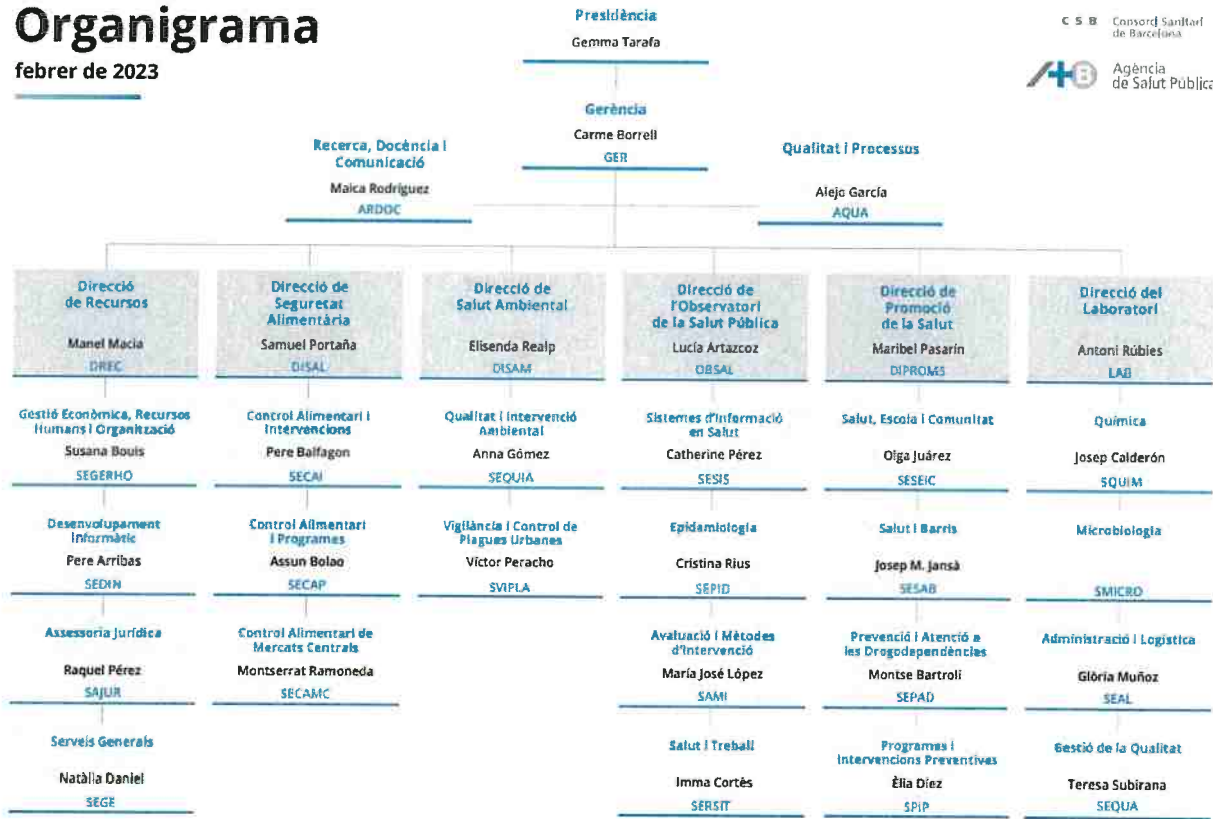 Organigrama
febrer de 2023
C S B Consorci Sanitari
de Barcelona
Agència
de Salut Pública
Presidència
Gemma Tarafa
Gerència
Carme Borrell
GER
Recerca, Docència i
Comunicació
Maica Rodríguez
ARDOC
Qualitat i Processus
Alejo García
AQUA
Direcció
de Recursos
Manel Macia
DREC
Gestió Econòmica, Recursos
Humans i Organització
Susana Bouis
SEGERHO
Desenvolupament
Informàtic
Pere Arribas
SEDIN
Assessoria Jurídica
Raquel Pérez
SAJUR
Serveis Generals
Natàlia Daniel
SEGE
Direcció de
Seguretat
Alimentària
Samuel Portaña
DISAL
Control Alimentari i
Intervencions
Pere Balfagon
SECAI
Control Alimentari
i Programes
Assun Bolao
SECAP
Control Alimentari de
Mercats Centrals
Montserrat Ramoneda
SECAMC
Direcció de
Salut Ambiental
Elisenda Realp
DISAM
Qualitat i Intervenció
Ambiental
Anna Gómez
SEQUIA
Vigilància i Control de
Plagues Urbanes
Víctor Peracho
SVIPLA
Direcció de
l'Observatori
de la Salut Pública
Lucía Artazcoz
OBSAL
Sistemes d'Informació
en Salut
Catherine Pérez
SESIS
Epidamiologia
Cristina Rius
SEPID
Avaluació i Mètodes
d'Intervenció
María José López
SAMI
Salut i Treball
Imma Cortès
SERSIT
Direcció de
Promoció
de la Salut
Maribel Pasarín
DIPROMS
Salut, Escola i Comunitat
Olga Juárez
SESEIC
Salut i Barris
Josep M. Jansà
SESAB
Prevenció i Atenció a
les Drogodependències
Montse Bartroli
SEPAD
Programes i
Intervencions Preventives
Èlia Díez
SPIP
Direcció del
Laboratori
Antoni Rúbies
LAB
Química
Josep Calderón
SQUIM
Microbiologia
SMICRO
Administració i Logística
Glòria Muñoz
SEAL
Gestió de la Qualitat
Teresa Subirana
SEQUA